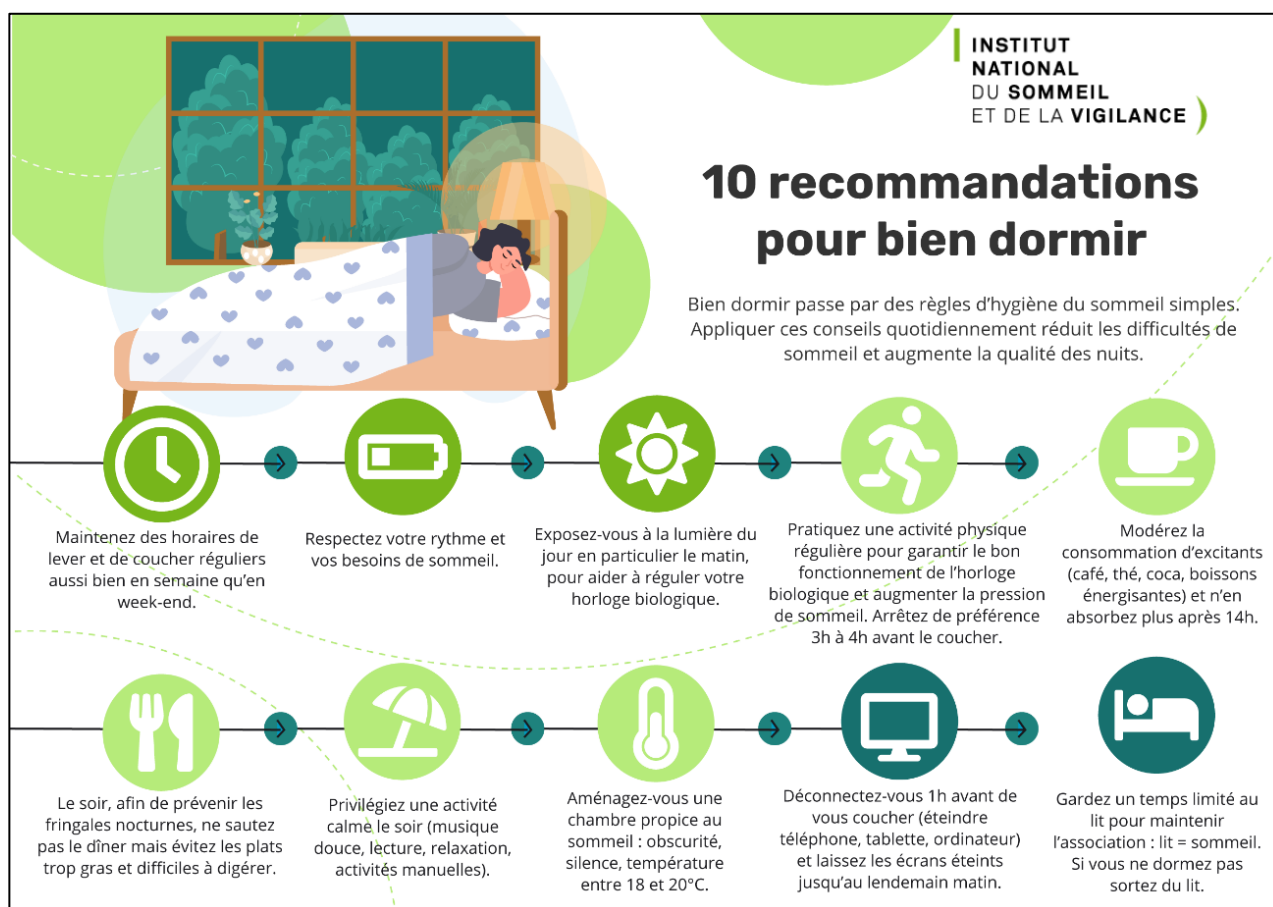 INSTITUT
NATIONAL
DU SOMMEIL
ET DE LA VIGILANCE
10 recommandations
pour bien dormir
Bien dormir passe par des règles d’hygiène du sommeil simples.
Appliquer ces conseils quotidiennement réduit les difficultés de
sommeil et augmente la qualité des nuits.
Maintenez des horaires de
lever et de coucher réguliers
aussi bien en semaine qu’en
week-end.
Respectez votre rythme et
vos besoins de sommeil.
Exposez-vous à la lumière du
jour en particulier le matin,
pour aider à réguler votre
horloge biologique.
Pratiquez une activité physique
régulière pour garantir le bon
fonctionnement de l’horloge
biologique et augmenter la pression
de sommeil. Arrêtez de préférence
3h à 4h avant le coucher.
Modérez la
consommation d’excitants
(café, thé, coca, boissons
énergisantes) et n’en
absorbez plus après 14h.
Le soir, afin de prévenir les
fringales nocturnes, ne sautez
pas le dîner mais évitez les plats
trop gras et difficiles à digérer.
Privilégiez une activité
calme le soir (musique
douce, lecture, relaxation,
activités manuelles).
Aménagez-vous une
chambre propice au
sommeil : obscurité,
silence, température
entre 18 et 20°C.
Déconnectez-vous 1h avant de
vous coucher (éteindre
téléphone, tablette, ordinateur)
et laissez les écrans éteints
jusqu’au lendemain matin.
Gardez un temps limité au
lit pour maintenir
l’association : lit = sommeil.
Si vous ne dormez pas
sortez du lit.